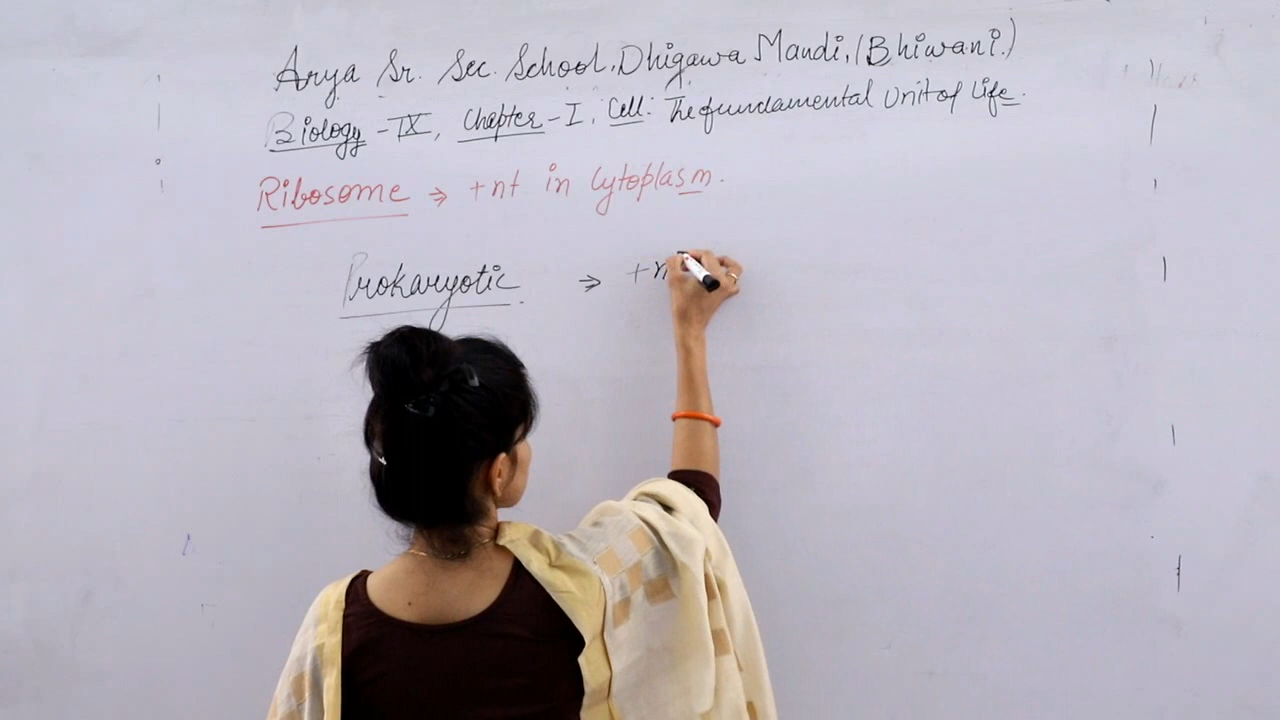 Arya Sr. Sec. School, Dhigawa Mandi, (Bhiwani.)
Biology - IX, Chapter - I, Cell: The fundamental Unit of Life.
Ribosome ⇒ +nt in Cytoplasm.
Prokaryotic ⇒ +n